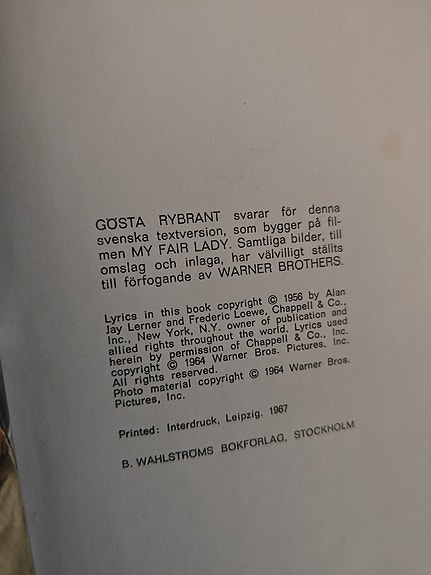 GÖSTA RYBRANT svarar för denna
svenska textversion, som bygger på fil-
men MY FAIR LADY. Samtliga bilder, till
omslag och inlaga, har välvilligt ställts
till förfogande av WARNER BROTHERS.
Lyrics in this book copyright © 1956 by Alan
Jay Lerner and Frederic Loewe, Chappell & Co.,
Inc., New York, N.Y. owner of publication and
allied rights throughout the world. Lyrics used
herein by permission of Chappell & Co., Inc.
copyright © 1964 Warner Bros. Pictures, Inc.
All rights reserved.
Photo material copyright © 1964 Warner Bros.
Pictures, Inc.
Printed: Interdruck, Leipzig. 1967
B. WAHLSTRÖMS BOKFÖRLAG, STOCKHOLM